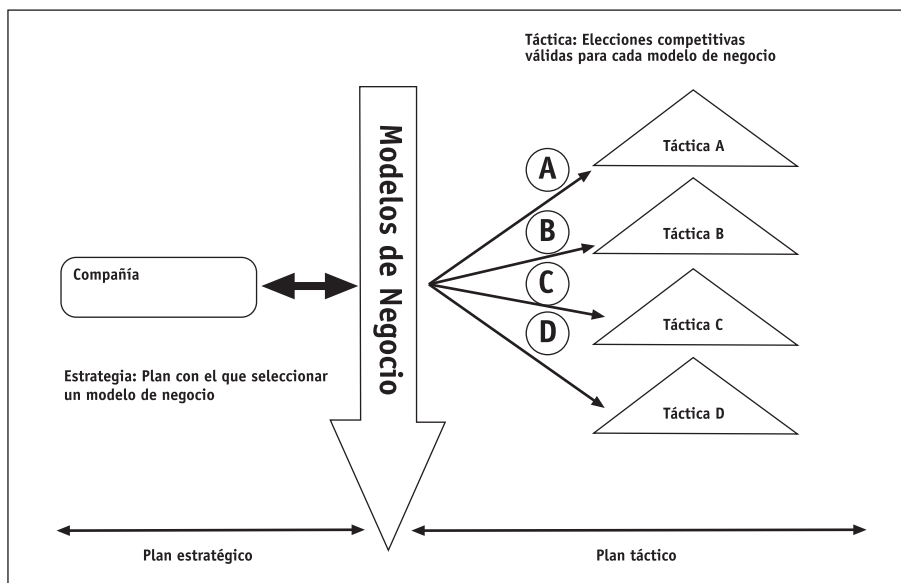 Táctica: Elecciones competitivas
válidas para cada modelo de negocio
Modelos de Negocio
Táctica A
A
Táctica B
B
Compañía
C
Táctica C
D
Estrategia: Plan con el que seleccionar
un modelo de negocio
Táctica D
Plan estratégico
Plan táctico